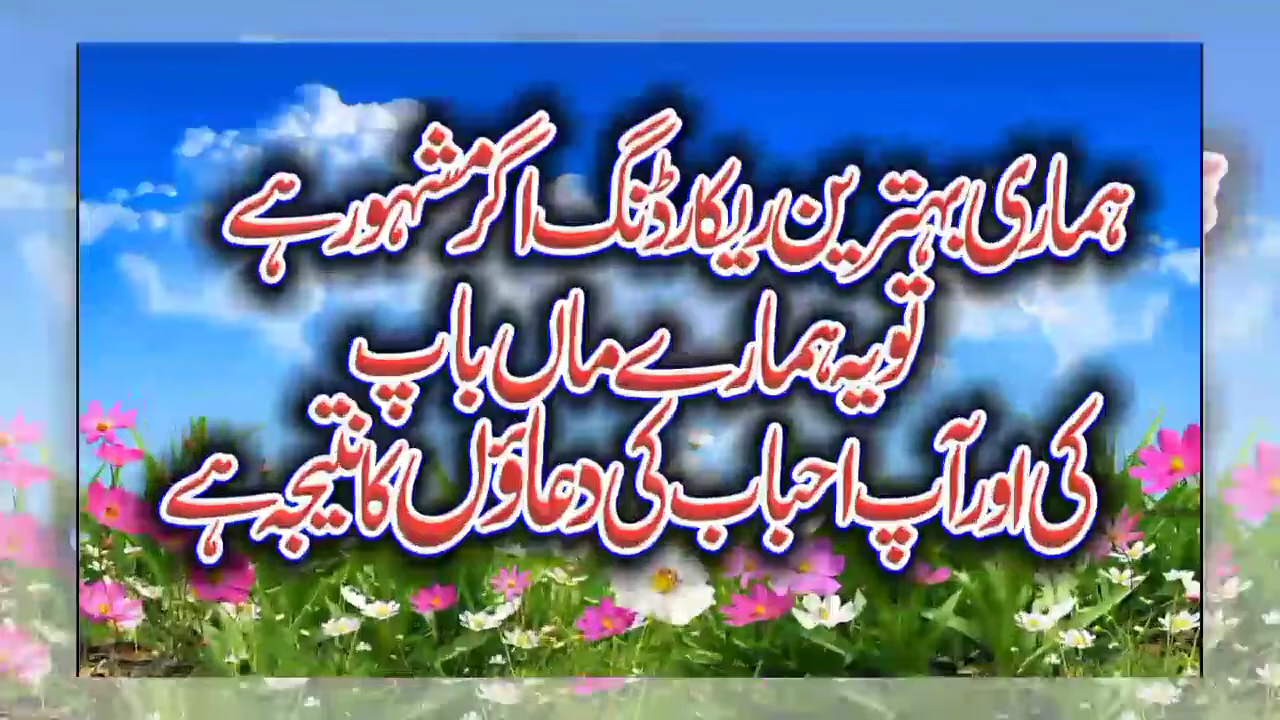 ہماری بہترین ریکارڈنگ اگر مشہور ہے
تو یہ ہمارے ماں باپ
کی اور آپ احباب کی دعاؤں کا نتیجہ ہے